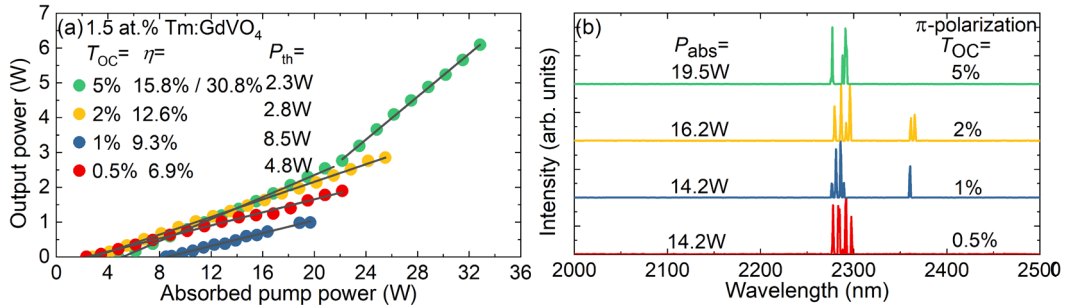 (a) 1.5 at.% Tm:GdVO₄
T_OC= η= P_th=
5% 15.8% / 30.8% 2.3W
2% 12.6% 2.8W
1% 9.3% 8.5W
0.5% 6.9% 4.8W
Output power (W)
7
6
5
4
3
2
1
0
0 4 8 12 16 20 24 28 32 36
Absorbed pump power (W)
(b) π-polarization
P_abs= T_OC=
19.5W 5%
16.2W 2%
14.2W 1%
14.2W 0.5%
Intensity (arb. units)
2000 2100 2200 2300 2400 2500
Wavelength (nm)